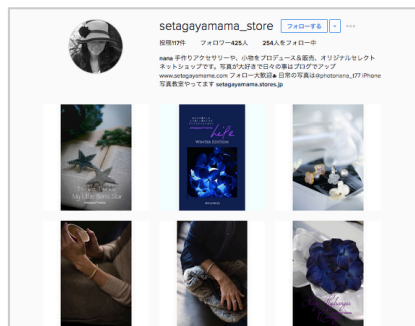 setagayamama_store フォローする
投稿117件 フォロワー425人 254人をフォロー中
nana 手作りアクセサリーや、小物をプロデュース＆販売、オリジナルセレクト
ネットショップです。写真が大好きで日々の事はブログでアップ
www.setagayamama.com フォロー大歓迎♠ 日常の写真は@photonana_t77 iPhone
写真教室やってます setagayamama.stores.jp
Life
WINTER EDITION
My Little Bore Star